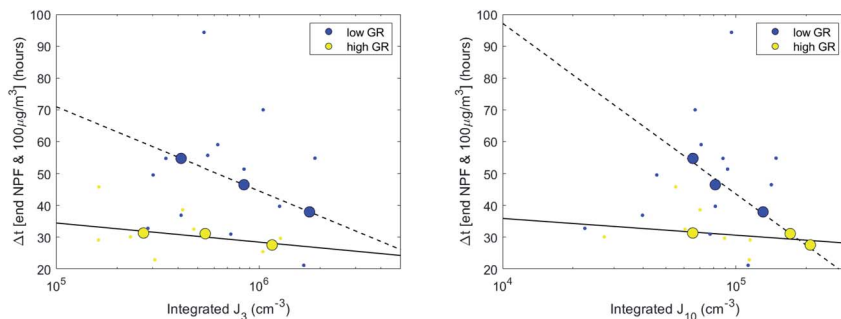 Δt [end NPF & 100μg/m³] (hours)
100
90
80
70
60
50
40
30
20
10⁵
10⁶
Integrated J₃ (cm⁻³)
low GR
high GR
Δt [end NPF & 100μg/m³] (hours)
100
90
80
70
60
50
40
30
20
10⁴
10⁵
Integrated J₁₀ (cm⁻³)
low GR
high GR